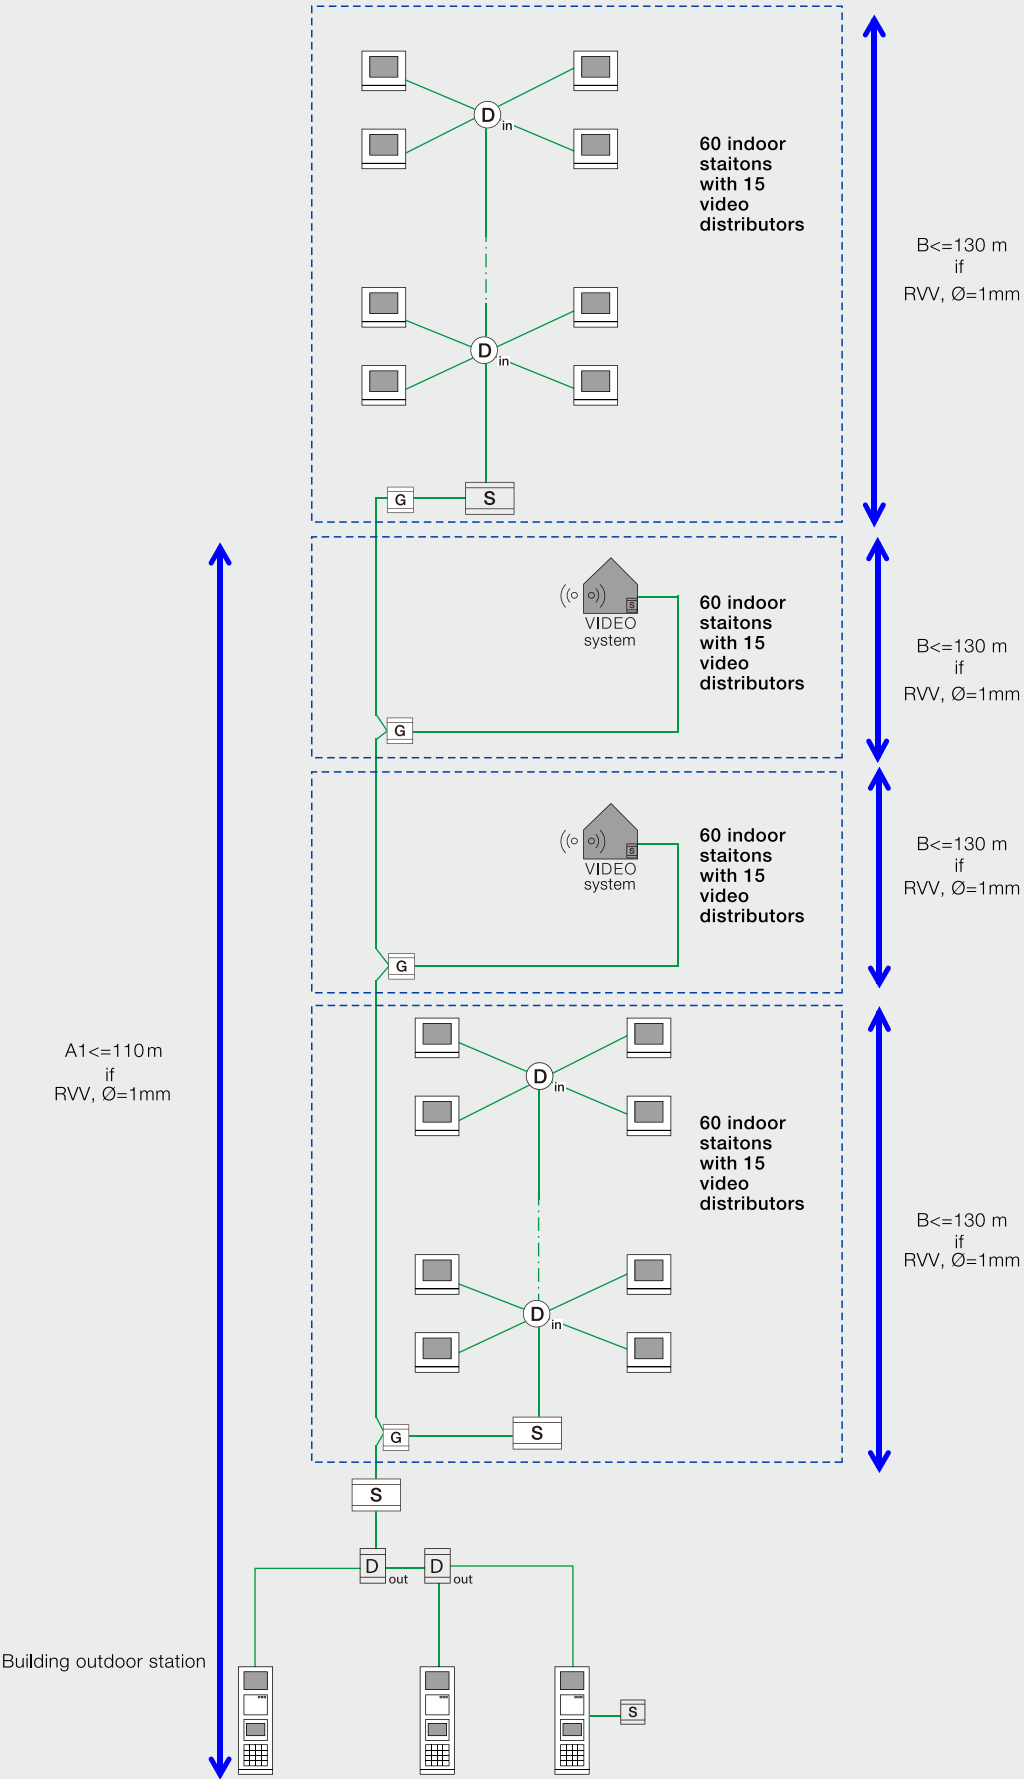 D
in
60 indoor
staitons
with 15
video
distributors
B<=130 m
if
RVV, Ø=1mm
D
in
G
S
S
VIDEO
system
60 indoor
staitons
with 15
video
distributors
B<=130 m
if
RVV, Ø=1mm
G
S
VIDEO
system
60 indoor
staitons
with 15
video
distributors
B<=130 m
if
RVV, Ø=1mm
G
A1<=110m
if
RVV, Ø=1mm
D
in
60 indoor
staitons
with 15
video
distributors
B<=130 m
if
RVV, Ø=1mm
D
in
G
S
S
D
out
D
out
Building outdoor station
S